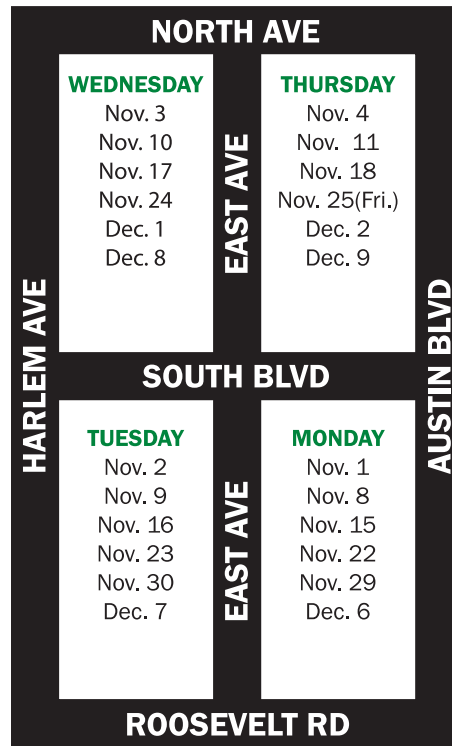 NORTH AVE
WEDNESDAY
Nov. 3
Nov. 10
Nov. 17
Nov. 24
Dec. 1
Dec. 8
EAST AVE
THURSDAY
Nov. 4
Nov. 11
Nov. 18
Nov. 25(Fri.)
Dec. 2
Dec. 9
HARLEM AVE
SOUTH BLVD
AUSTIN BLVD
TUESDAY
Nov. 2
Nov. 9
Nov. 16
Nov. 23
Nov. 30
Dec. 7
EAST AVE
MONDAY
Nov. 1
Nov. 8
Nov. 15
Nov. 22
Nov. 29
Dec. 6
ROOSEVELT RD